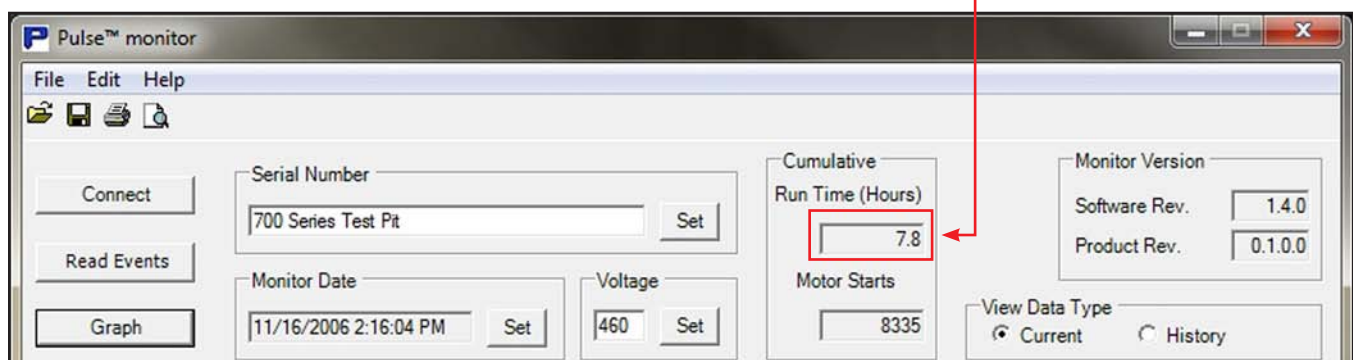 Pulse™ monitor
File Edit Help
Connect
Read Events
Graph
Serial Number
700 Series Test Pit
Set
Monitor Date
11/16/2006 2:16:04 PM
Set
Voltage
460
Set
Cumulative
Run Time (Hours)
7.8
Motor Starts
8335
Monitor Version
Software Rev. 1.4.0
Product Rev. 0.1.0.0
View Data Type
Current History